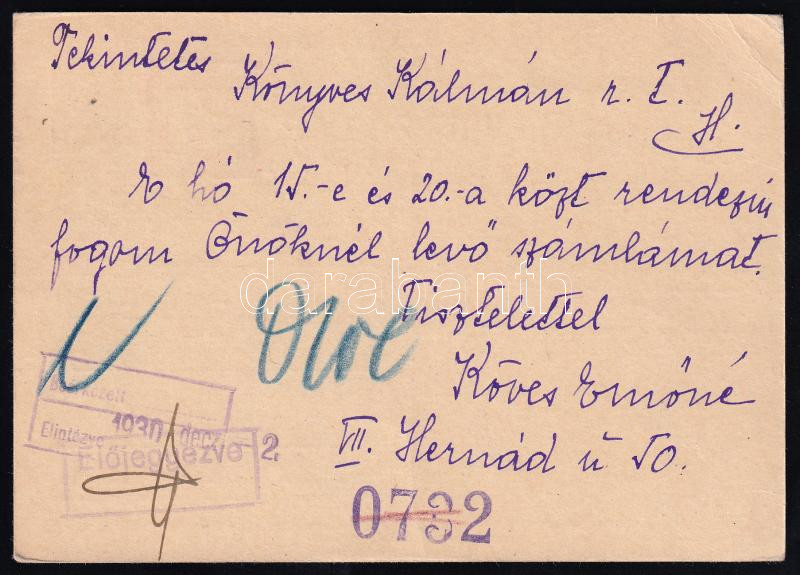 Tekintetes
Könyves Kálmán r. T.
H.
E hó 15.-e és 20.-a közt rendezni
fogom Önöknél levő számlámat.
Tisztelettel
Köves Ernőné
VII. Hernád u 50.
Elintézve 1930 decz. - 2.
Előjegyezve
0732
darabanth